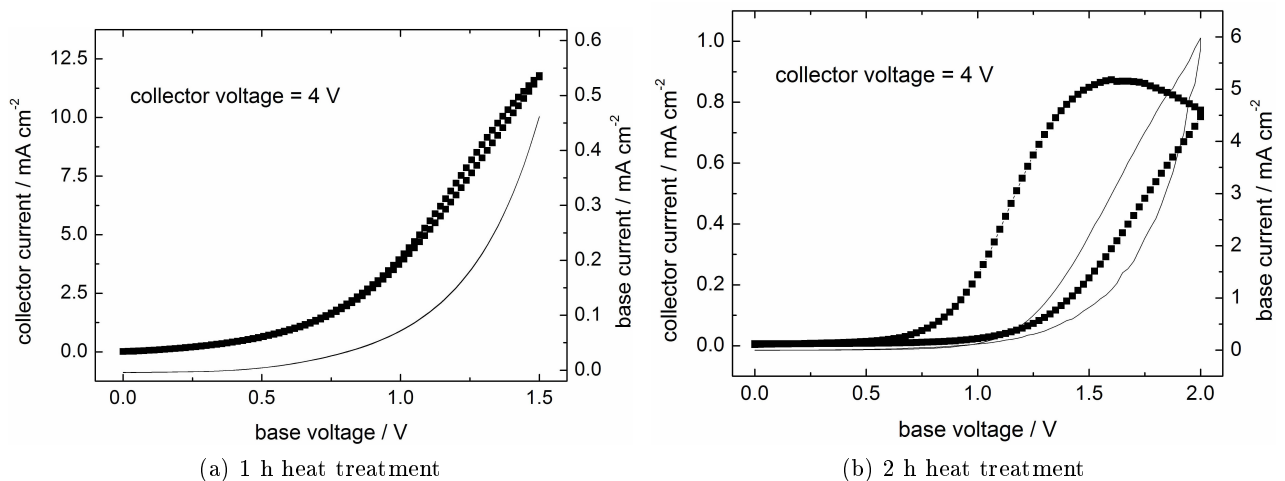 collector current / mA cm⁻²
12.5
10.0
7.5
5.0
2.5
0.0
collector voltage = 4 V
0.6
0.5
0.4
0.3
0.2
0.1
0.0
base current / mA cm⁻²
0.0 0.5 1.0 1.5
base voltage / V
(a) 1 h heat treatment
collector currrent / mA cm⁻²
1.0
0.8
0.6
0.4
0.2
0.0
collector voltage = 4 V
6
5
4
3
2
1
0
base current / mA cm⁻²
0.0 0.5 1.0 1.5 2.0
base voltage / V
(b) 2 h heat treatment